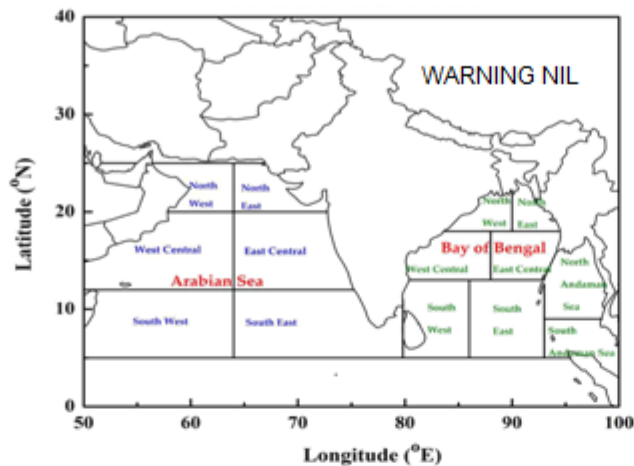 40
WARNING NIL
30
Latitude (°N)
North
West
North
East
North
West
North
East
20
West Central
East Central
Bay of Bengal
West Central
East Central
North
Andaman
Sea
Arabian Sea
10
South West
South East
South
West
South
East
South
Andaman Sea
0
50
60
70
80
90
100
Longitude (°E)